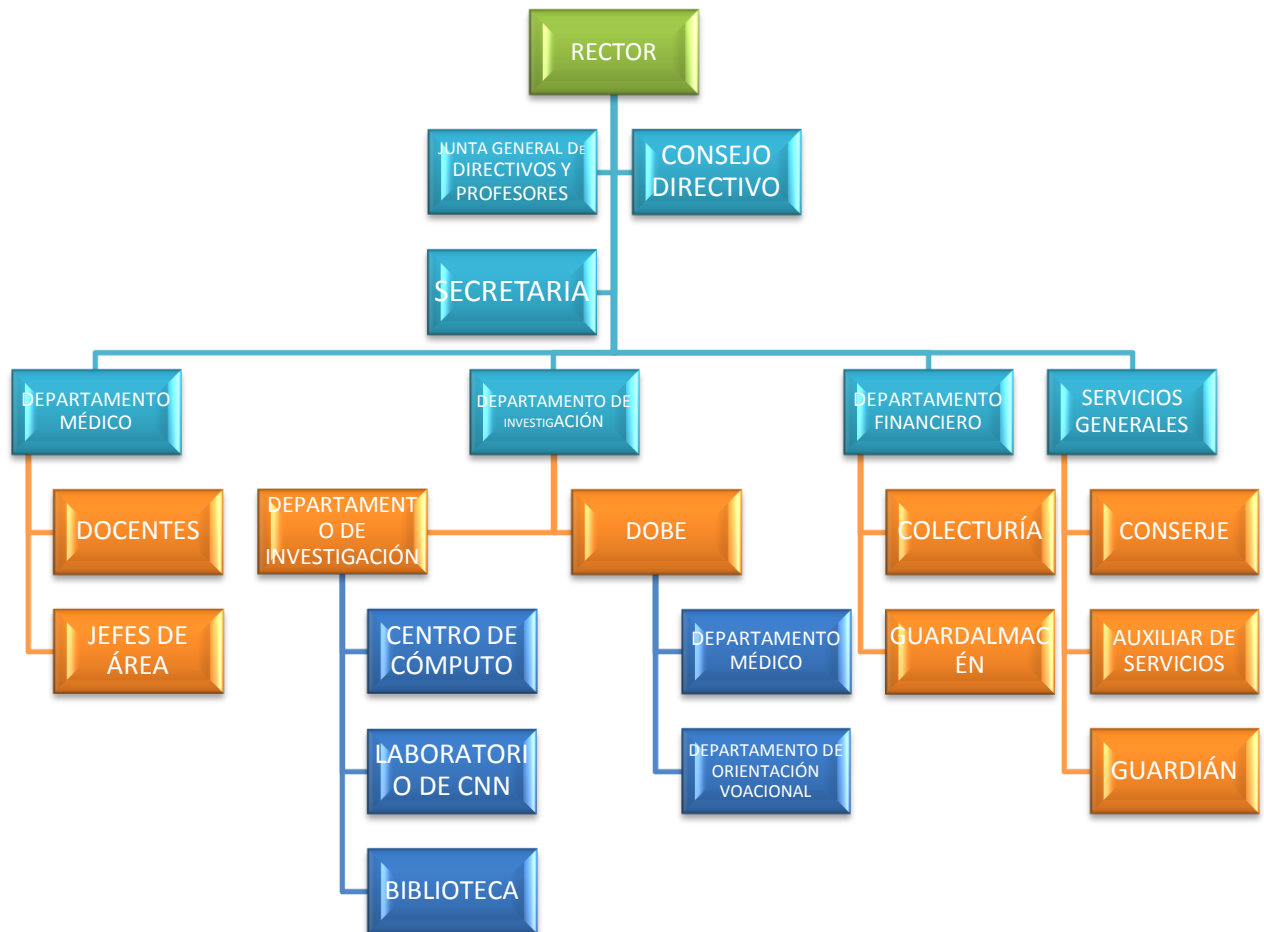 RECTOR
JUNTA GENERAL DE
DIRECTIVOS Y
PROFESORES
CONSEJO
DIRECTIVO
SECRETARIA
DEPARTAMENTO
MÉDICO
DEPARTAMENTO DE
INVESTIGACIÓN
DEPARTAMENTO
FINANCIERO
SERVICIOS
GENERALES
DOCENTES
DEPARTAMENT
O DE
INVESTIGACIÓN
DOBE
COLECTURÍA
CONSERJE
JEFES DE
ÁREA
CENTRO DE
CÓMPUTO
DEPARTAMENTO
MÉDICO
GUARDALMAC
ÉN
AUXILIAR DE
SERVICIOS
LABORATORI
O DE CNN
DEPARTAMENTO DE
ORIENTACIÓN
VOACIONAL
GUARDIÁN
BIBLIOTECA